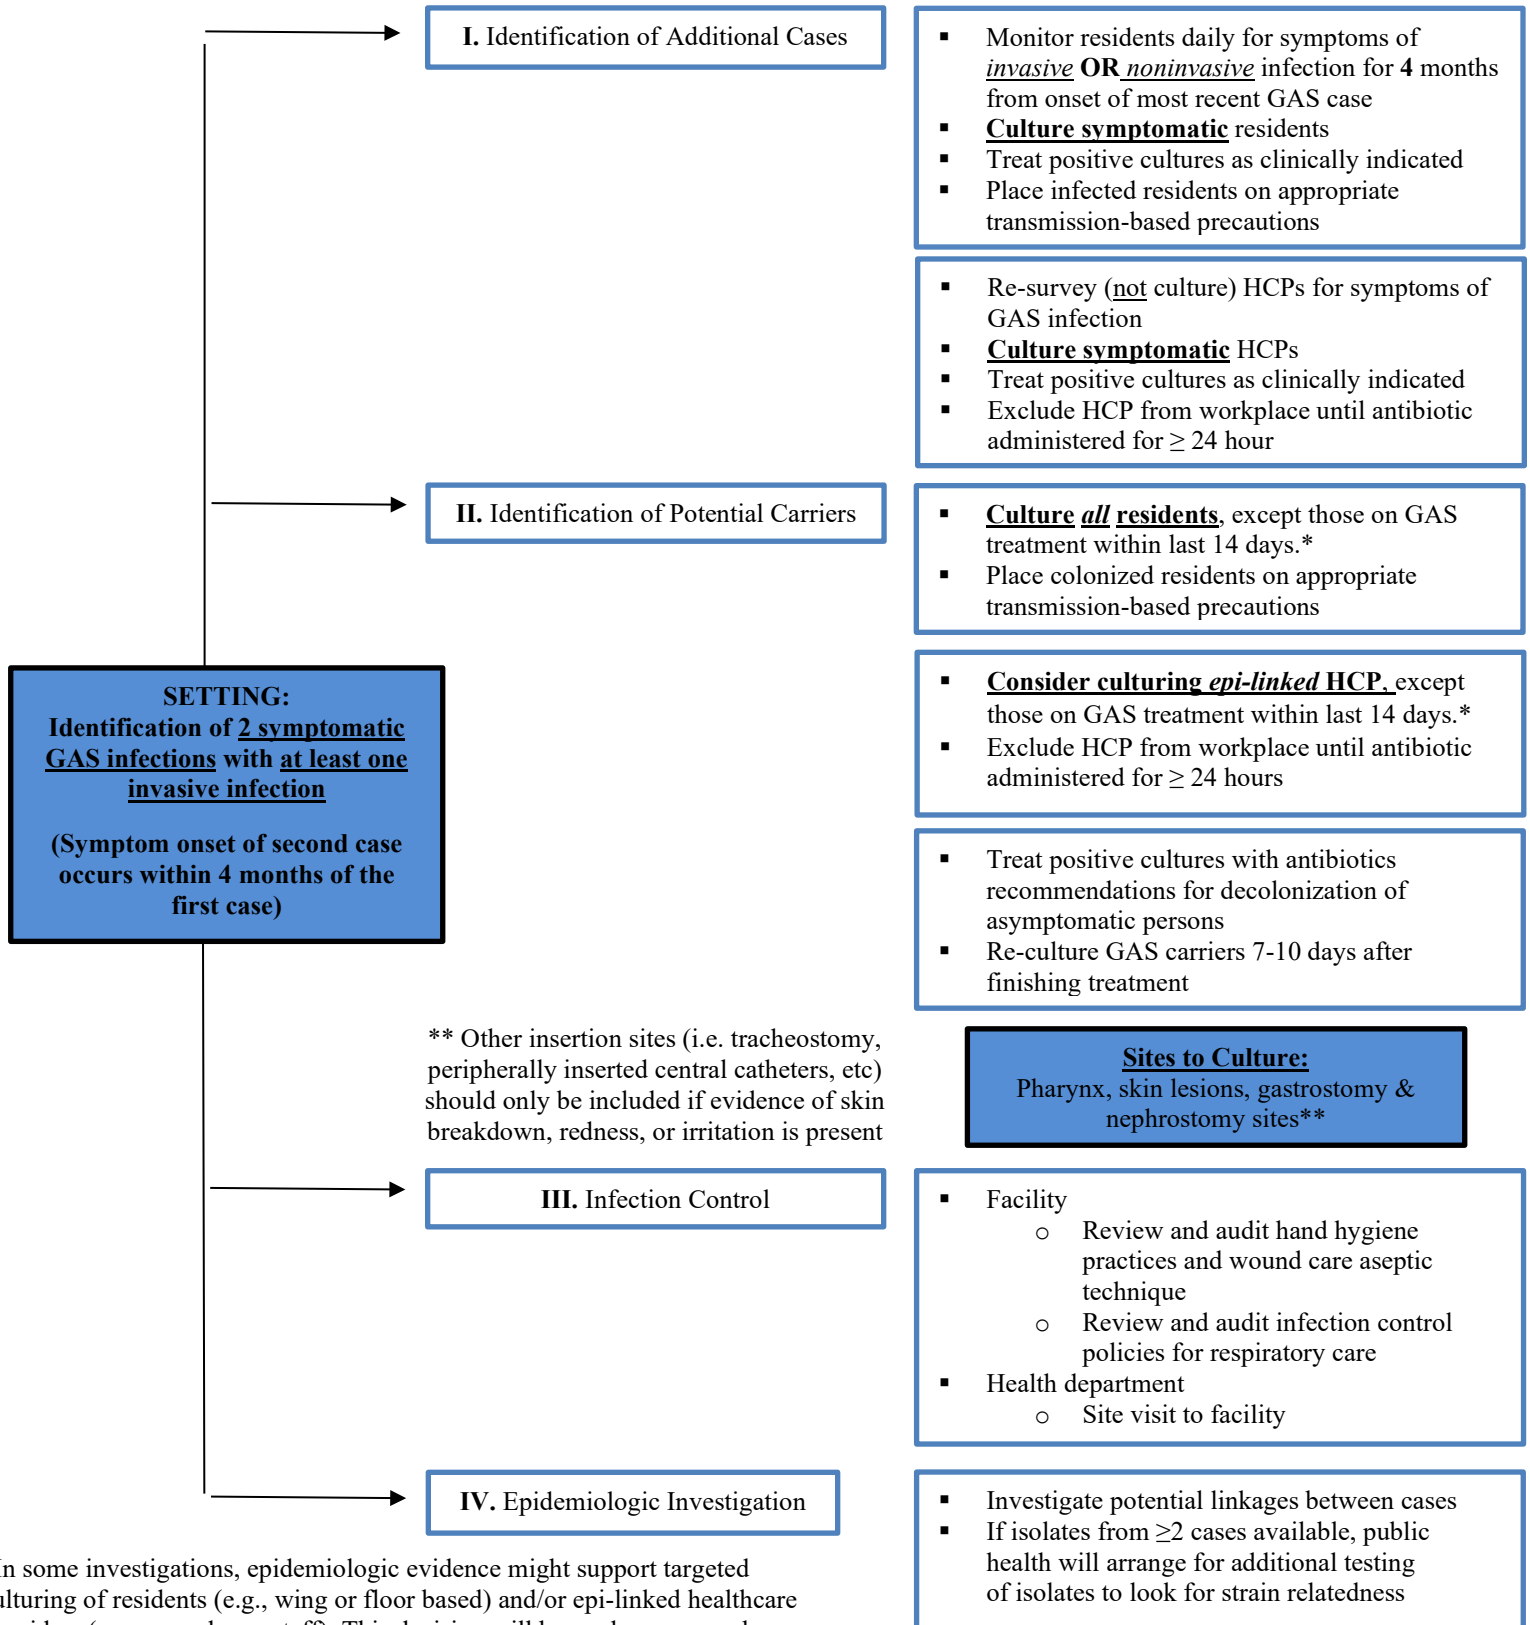 I. Identification of Additional Cases
▪ Monitor residents daily for symptoms of
invasive OR noninvasive infection for 4 months
from onset of most recent GAS case
▪ Culture symptomatic residents
▪ Treat positive cultures as clinically indicated
▪ Place infected residents on appropriate
transmission-based precautions
▪ Re-survey (not culture) HCPs for symptoms of
GAS infection
▪ Culture symptomatic HCPs
▪ Treat positive cultures as clinically indicated
▪ Exclude HCP from workplace until antibiotic
administered for ≥ 24 hour
II. Identification of Potential Carriers
▪ Culture all residents, except those on GAS
treatment within last 14 days.*
▪ Place colonized residents on appropriate
transmission-based precautions
▪ Consider culturing epi-linked HCP, except
those on GAS treatment within last 14 days.*
▪ Exclude HCP from workplace until antibiotic
administered for ≥ 24 hours
SETTING:
Identification of 2 symptomatic
GAS infections with at least one
invasive infection
(Symptom onset of second case
occurs within 4 months of the
first case)
▪ Treat positive cultures with antibiotics
recommendations for decolonization of
asymptomatic persons
▪ Re-culture GAS carriers 7-10 days after
finishing treatment
** Other insertion sites (i.e. tracheostomy,
peripherally inserted central catheters, etc)
should only be included if evidence of skin
breakdown, redness, or irritation is present
Sites to Culture:
Pharynx, skin lesions, gastrostomy &
nephrostomy sites**
III. Infection Control
▪ Facility
o Review and audit hand hygiene
practices and wound care aseptic
technique
o Review and audit infection control
policies for respiratory care
▪ Health department
o Site visit to facility
IV. Epidemiologic Investigation
▪ Investigate potential linkages between cases
▪ If isolates from ≥2 cases available, public
health will arrange for additional testing
of isolates to look for strain relatedness
In some investigations, epidemiologic evidence might support targeted
ulturing of residents (e.g., wing or floor based) and/or epi-linked healthcare